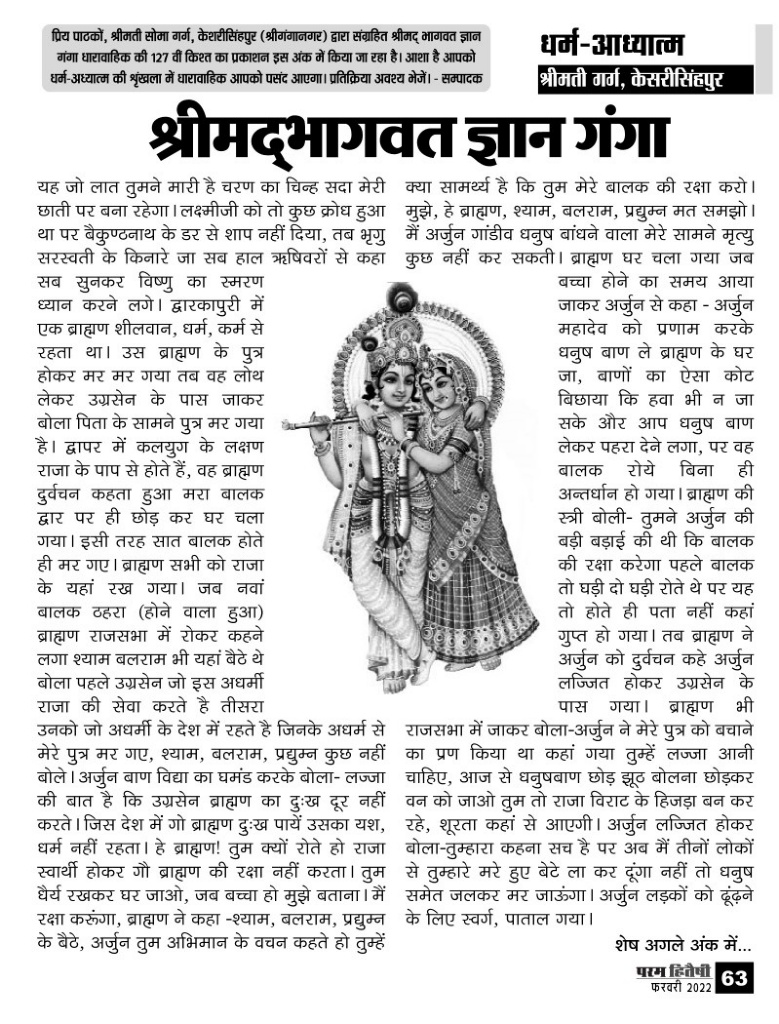 प्रिय पाठकों, श्रीमती सोमा गर्ग, केशरीसिंहपुर (श्रीगंगानगर) द्वारा संग्रहित श्रीमद् भागवत ज्ञान
गंगा धारावाहिक की 127 वीं किश्त का प्रकाशन इस अंक में किया जा रहा है। आशा है आपको
धर्म-अध्यात्म की श्रृंखला में धारावाहिक आपको पसंद आएगा। प्रतिक्रिया अवश्य भेजें। - सम्पादक
धर्म-आध्यात्म
श्रीमती गर्ग, केसरीसिंहपुर
श्रीमद्‌भागवत ज्ञान गंगा
यह जो लात तुमने मारी है चरण का चिन्ह सदा मेरी
छाती पर बना रहेगा। लक्ष्मीजी को तो कुछ क्रोध हुआ
था पर बैकुण्ठनाथ के डर से शाप नहीं दिया, तब भृगु
सरस्वती के किनारे जा सब हाल ऋषिवरों से कहा
सब सुनकर विष्णु का स्मरण
ध्यान करने लगे। द्वारकापुरी में
एक ब्राह्मण शीलवान, धर्म, कर्म से
रहता था। उस ब्राह्मण के पुत्र
होकर मर मर गया तब वह लोथ
लेकर उग्रसेन के पास जाकर
बोला पिता के सामने पुत्र मर गया
है। द्वापर में कलयुग के लक्षण
राजा के पाप से होते हैं, वह ब्राह्मण
दुर्वचन कहता हुआ मरा बालक
द्वार पर ही छोड़ कर घर चला
गया। इसी तरह सात बालक होते
ही मर गए। ब्राह्मण सभी को राजा
के यहां रख गया। जब नवां
बालक ठहरा (होने वाला हुआ)
ब्राह्मण राजसभा में रोकर कहने
लगा श्याम बलराम भी यहां बैठे थे
बोला पहले उग्रसेन जो इस अधर्मी
राजा की सेवा करते है तीसरा
उनको जो अधर्मी के देश में रहते है जिनके अधर्म से
मेरे पुत्र मर गए, श्याम, बलराम, प्रद्युम्न कुछ नहीं
बोले। अर्जुन बाण विद्या का घमंड करके बोला- लज्जा
की बात है कि उग्रसेन ब्राह्मण का दुःख दूर नहीं
करते। जिस देश में गो ब्राह्मण दुःख पायें उसका यश,
धर्म नहीं रहता। हे ब्राह्मण! तुम क्यों रोते हो राजा
स्वार्थी होकर गौ ब्राह्मण की रक्षा नहीं करता। तुम
धैर्य रखकर घर जाओ, जब बच्चा हो मुझे बताना। मैं
रक्षा करुंगा, ब्राह्मण ने कहा -श्याम, बलराम, प्रद्युम्न
के बैठे, अर्जुन तुम अभिमान के वचन कहते हो तुम्हें
क्या सामर्थ्य है कि तुम मेरे बालक की रक्षा करो।
मुझे, हे ब्राह्मण, श्याम, बलराम, प्रद्युम्न मत समझो।
मैं अर्जुन गांडीव धनुष बांधने वाला मेरे सामने मृत्यु
कुछ नहीं कर सकती। ब्राह्मण घर चला गया जब
बच्चा होने का समय आया
जाकर अर्जुन से कहा - अर्जुन
महादेव को प्रणाम करके
धनुष बाण ले ब्राह्मण के घर
जा, बाणों का ऐसा कोट
बिछाया कि हवा भी न जा
सके और आप धनुष बाण
लेकर पहरा देने लगा, पर वह
बालक रोये बिना ही
अन्तर्धान हो गया। ब्राह्मण की
स्त्री बोली- तुमने अर्जुन की
बड़ी बड़ाई की थी कि बालक
की रक्षा करेगा पहले बालक
तो घड़ी दो घड़ी रोते थे पर यह
तो होते ही पता नहीं कहां
गुप्त हो गया। तब ब्राह्मण ने
अर्जुन को दुर्वचन कहे अर्जुन
लज्जित होकर उग्रसेन के
पास गया। ब्राह्मण भी
राजसभा में जाकर बोला-अर्जुन ने मेरे पुत्र को बचाने
का प्रण किया था कहां गया तुम्हें लज्जा आनी
चाहिए, आज से धनुषबाण छोड़ झूठ बोलना छोड़कर
वन को जाओ तुम तो राजा विराट के हिजड़ा बन कर
रहे, शूरता कहां से आएगी। अर्जुन लज्जित होकर
बोला-तुम्हारा कहना सच है पर अब मैं तीनों लोकों
से तुम्हारे मरे हुए बेटे ला कर दूंगा नहीं तो धनुष
समेत जलकर मर जाऊंगा। अर्जुन लड़कों को ढूंढ़ने
के लिए स्वर्ग, पाताल गया।
शेष अगले अंक में...
परम हितैषी
फरवरी 2022
63